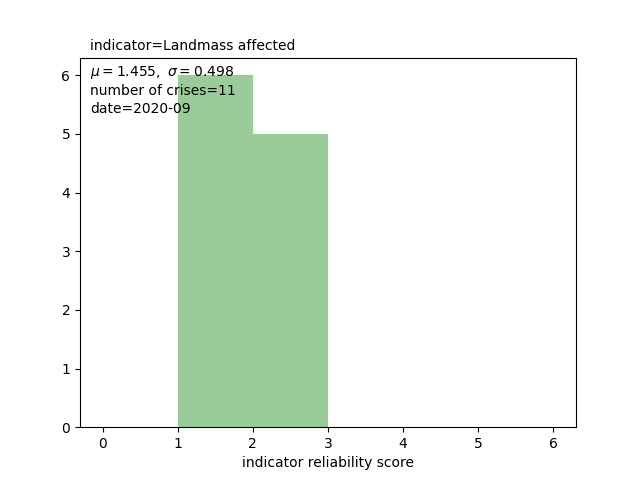 indicator=Landmass affected
μ = 1.455, σ = 0.498
number of crises=11
date=2020-09
6
5
4
3
2
1
0
0 1 2 3 4 5 6
indicator reliability score